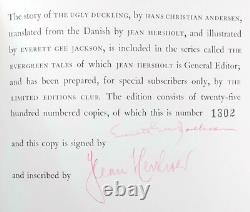 The story of THE UGLY DUCKLING, by HANS CHRISTIAN ANDERSEN,
translated from the Danish by JEAN HERSHOLT, and illustrated
by EVERETT GEE JACKSON, is included in the series called THE
EVERGREEN TALES of which JEAN HERSHOLT is General Editor;
and has been prepared, for special subscribers only, by THE
LIMITED EDITIONS CLUB. The edition consists of twenty-five
hundred numbered copies, of which this is number 1302
Everett Gee Jackson
and this copy is signed by
Jean Hersholt
and inscribed by